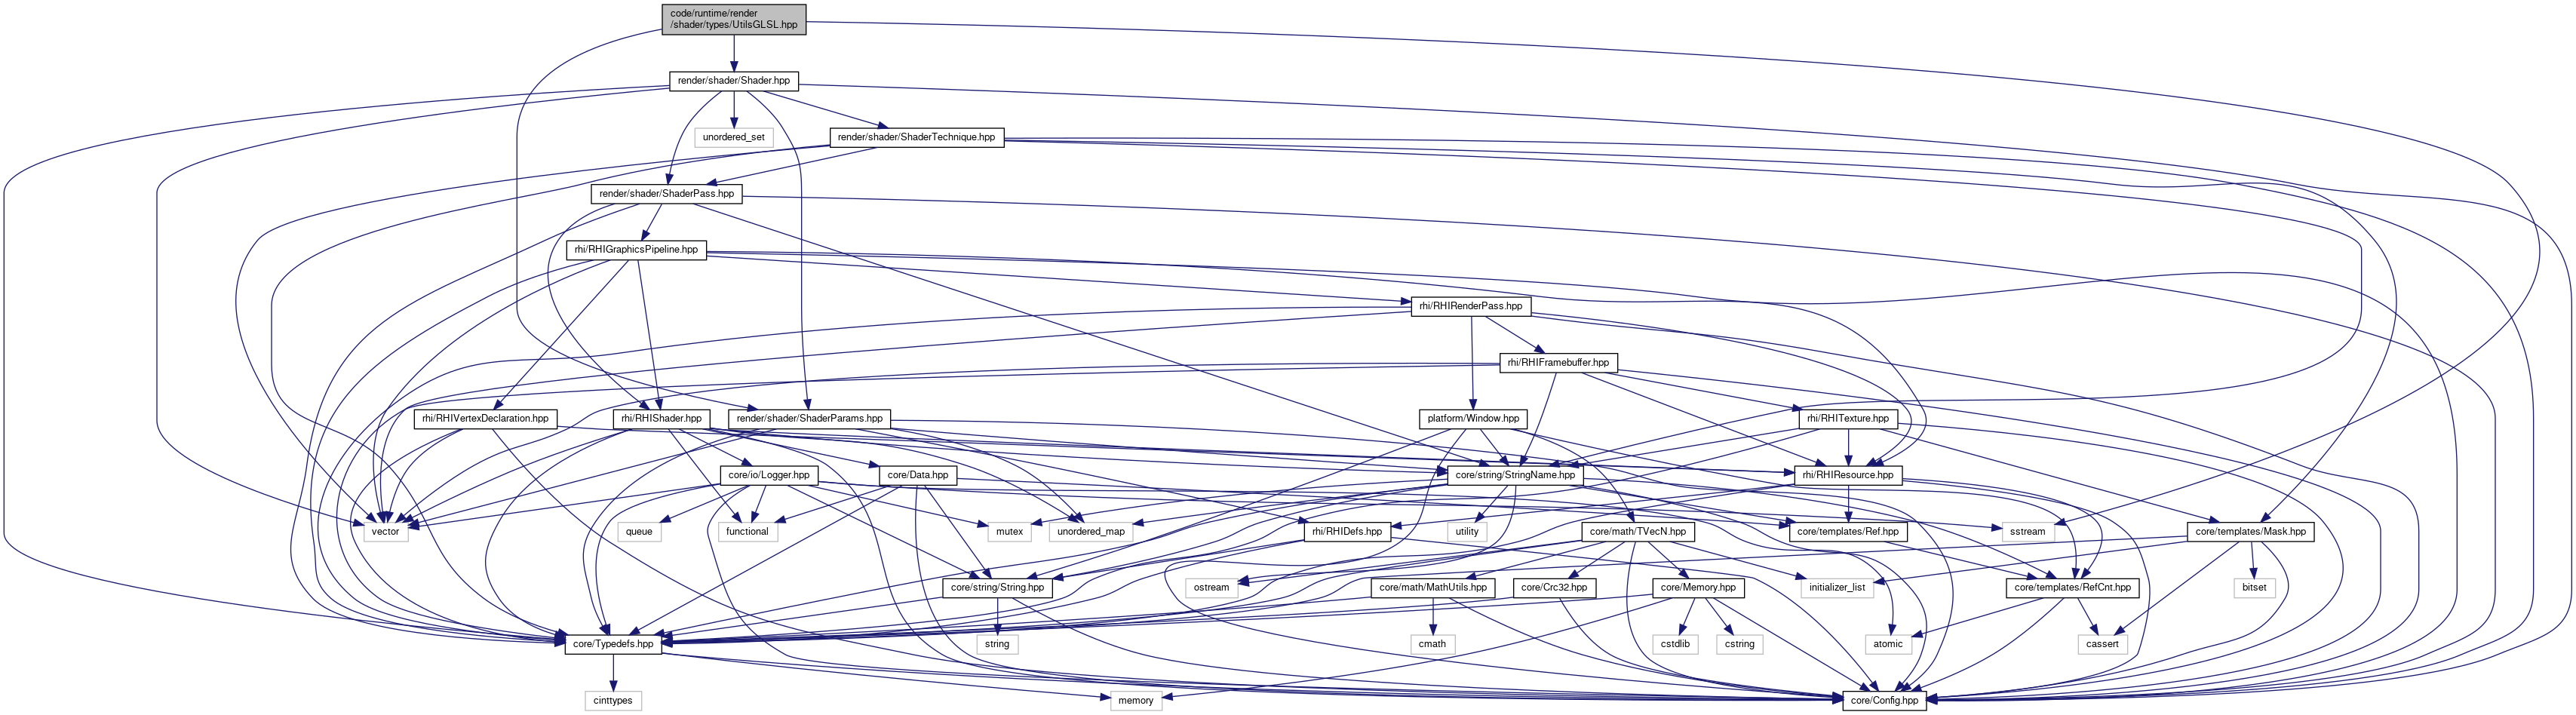 code/runtime/render
/shader/types/UtilsGLSL.hpp
render/shader/Shader.hpp
unordered_set
render/shader/ShaderTechnique.hpp
render/shader/ShaderPass.hpp
rhi/RHIGraphicsPipeline.hpp
rhi/RHIRenderPass.hpp
rhi/RHIFramebuffer.hpp
rhi/RHIVertexDeclaration.hpp
rhi/RHIShader.hpp
render/shader/ShaderParams.hpp
platform/Window.hpp
rhi/RHITexture.hpp
core/io/Logger.hpp
core/Data.hpp
core/string/StringName.hpp
rhi/RHIResource.hpp
vector
queue
functional
mutex
unordered_map
utility
rhi/RHIDefs.hpp
core/math/TVecN.hpp
core/templates/Ref.hpp
sstream
core/templates/Mask.hpp
core/string/String.hpp
ostream
core/math/MathUtils.hpp
core/Crc32.hpp
core/Memory.hpp
initializer_list
core/templates/RefCnt.hpp
bitset
core/Typedefs.hpp
string
cmath
cstdlib
cstring
atomic
cassert
cinttypes
memory
core/Config.hpp